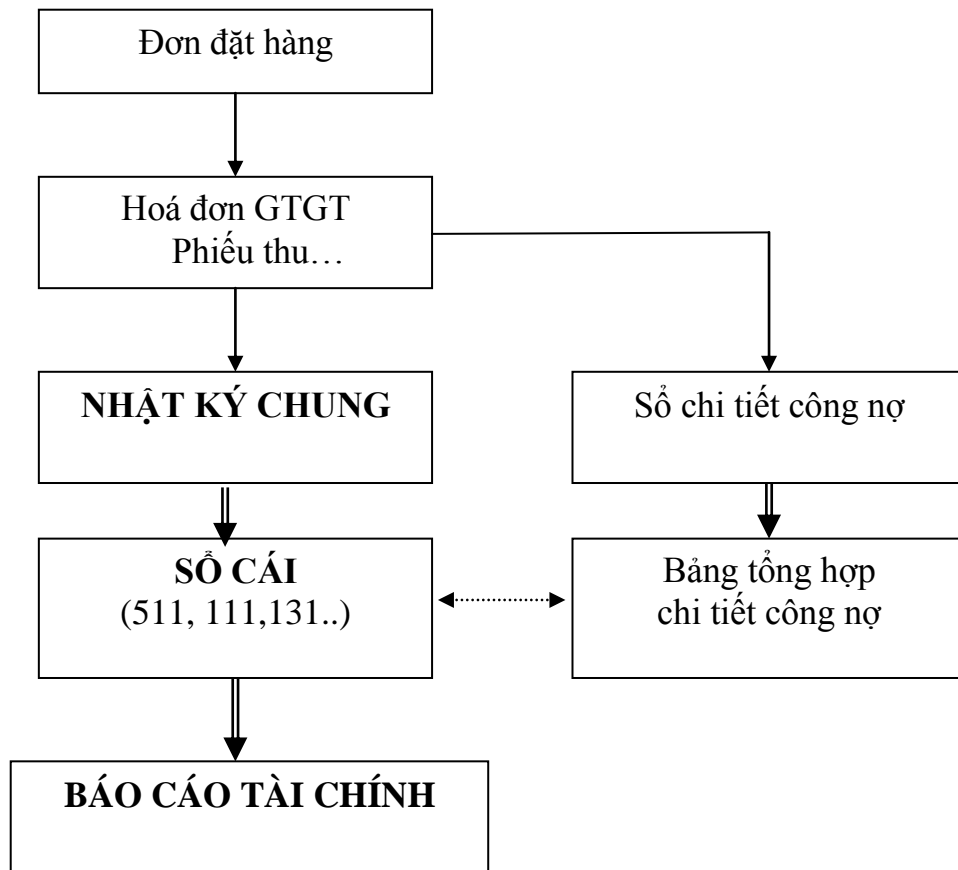 Đơn đặt hàng
Hoá đơn GTGT
Phiếu thu…
NHẬT KÝ CHUNG
Sổ chi tiết công nợ
SỔ CÁI
(511, 111,131..)
Bảng tổng hợp
chi tiết công nợ
BÁO CÁO TÀI CHÍNH